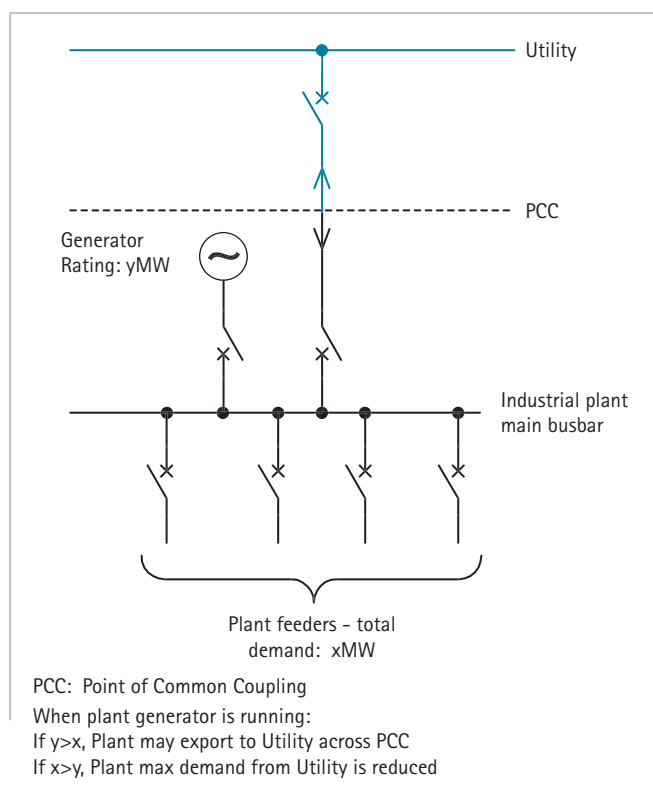 Utility
PCC
Generator
Rating: yMW
Industrial plant
main busbar
Plant feeders - total
demand: xMW
PCC: Point of Common Coupling
When plant generator is running:
If y>x, Plant may export to Utility across PCC
If x>y, Plant max demand from Utility is reduced